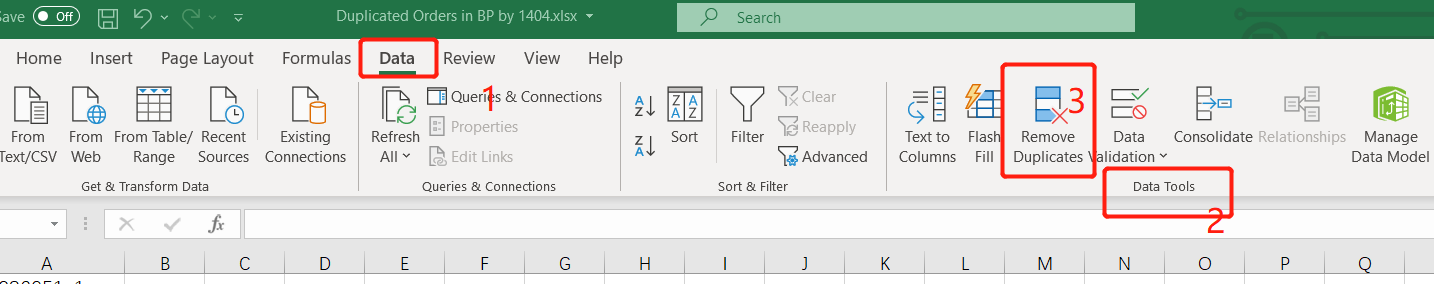 Save Off Duplicated Orders in BP by 1404.xlsx Search
Home Insert Page Layout Formulas Data Review View Help
1 Queries & Connections Clear 3
Properties Reapply
Edit Links Advanced
From Text/CSV
From Web
From Table/ Range
Recent Sources
Existing Connections
Refresh All
Sort
Filter
Text to Columns
Flash Fill
Remove Duplicates
Data Validation
Consolidate
Relationships
Manage Data Model
Get & Transform Data Queries & Connections Sort & Filter Data Tools
2
fx
A B C D E F G H I J K L M N O P Q